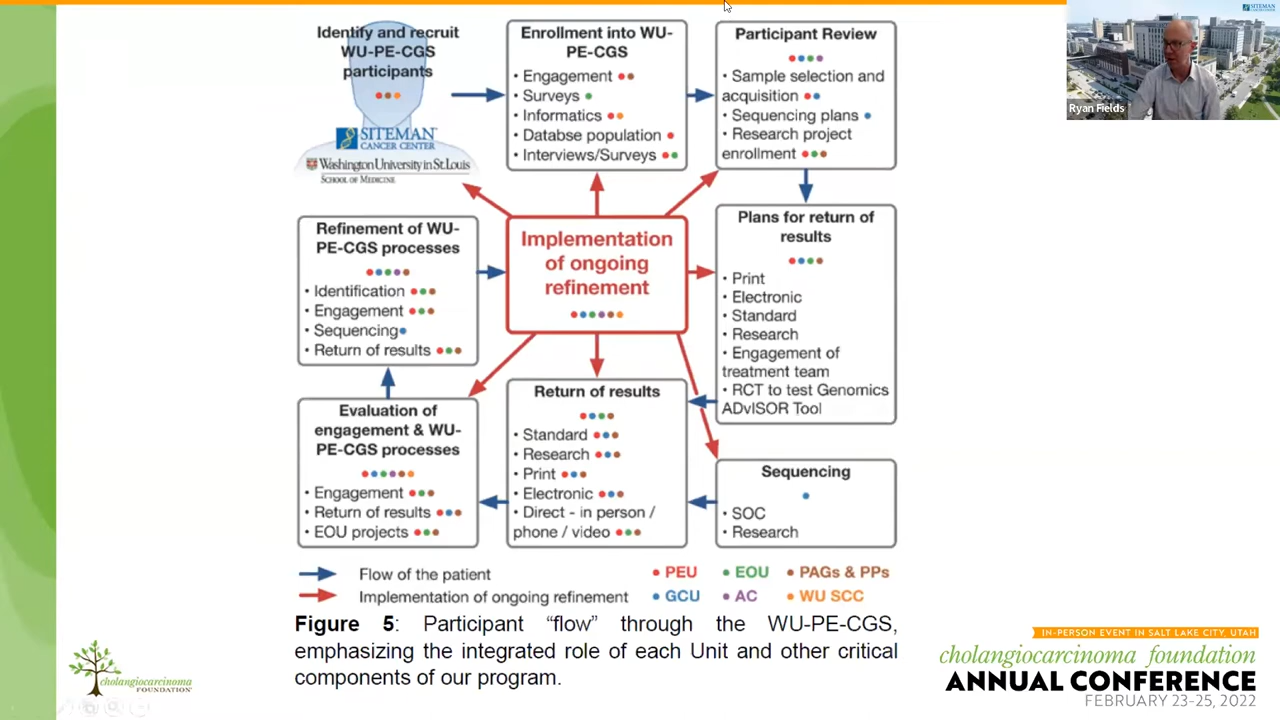 Identify and recruit
WU-PE-CGS
participants
SITEMAN
CANCER CENTER
Washington University in St. Louis
SCHOOL OF MEDICINE
Enrollment into WU-
PE-CGS
• Engagement
• Surveys
• Informatics
• Databse population
• Interviews/Surveys
Participant Review
• Sample selection and
acquisition
• Sequencing plans
• Research project
enrollment
SITEMAN
CANCER CENTER
Ryan Fields
Refinement of WU-
PE-CGS processes
• Identification
• Engagement
• Sequencing
• Return of results
Implementation
of ongoing
refinement
Plans for return of
results
• Print
• Electronic
• Standard
• Research
• Engagement of
treatment team
• RCT to test Genomics
ADvISOR Tool
Evaluation of
engagement & WU-
PE-CGS processes
• Engagement
• Return of results
• EOU projects
Return of results
• Standard
• Research
• Print
• Electronic
• Direct - in person /
phone / video
Sequencing
• SOC
• Research
Flow of the patient
Implementation of ongoing refinement
• PEU • EOU • PAGs & PPs
• GCU • AC • WU SCC
Figure 5: Participant “flow” through the WU-PE-CGS,
emphasizing the integrated role of each Unit and other critical
components of our program.
cholangiocarcinoma
FOUNDATION
IN-PERSON EVENT IN SALT LAKE CITY, UTAH
cholangiocarcinoma foundation
ANNUAL CONFERENCE
FEBRUARY 23-25, 2022